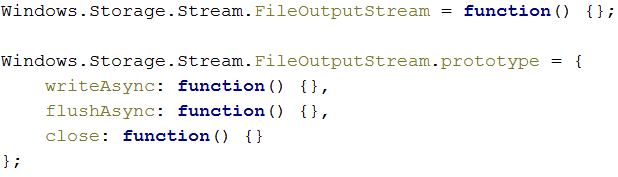 Windows.Storage.Stream.FileOutputStream = function() {};
Windows.Storage.Stream.FileOutputStream.prototype = {
    writeAsync: function() {},
    flushAsync: function() {},
    close: function() {}
};